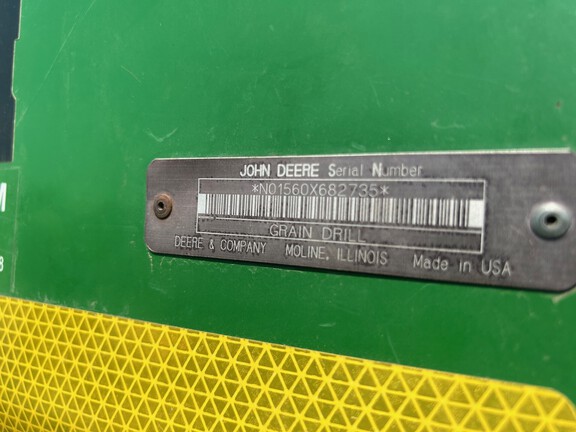 JOHN DEERE Serial Number
*N01560X682735*
GRAIN DRILL
DEERE & COMPANY MOLINE, ILLINOIS Made in USA
M